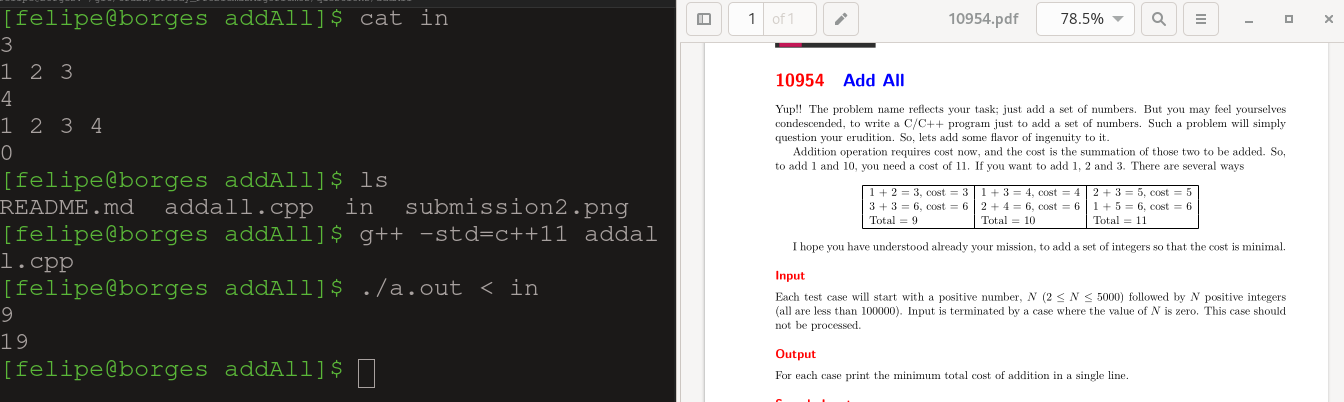 [felipe@borges addAll]$ cat in
3
1 2 3
4
1 2 3 4
0
[felipe@borges addAll]$ ls
README.md addall.cpp in submission2.png
[felipe@borges addAll]$ g++ -std=c++11 addal
l.cpp
[felipe@borges addAll]$ ./a.out < in
9
19
[felipe@borges addAll]$
1 of 1 10954.pdf 78.5%
10954 Add All
Yup!! The problem name reflects your task; just add a set of numbers. But you may feel yourselves
condescended, to write a C/C++ program just to add a set of numbers. Such a problem will simply
question your erudition. So, lets add some flavor of ingenuity to it.
Addition operation requires cost now, and the cost is the summation of those two to be added. So,
to add 1 and 10, you need a cost of 11. If you want to add 1, 2 and 3. There are several ways
1 + 2 = 3, cost = 3 1 + 3 = 4, cost = 4 2 + 3 = 5, cost = 5
3 + 3 = 6, cost = 6 2 + 4 = 6, cost = 6 1 + 5 = 6, cost = 6
Total = 9 Total = 10 Total = 11
I hope you have understood already your mission, to add a set of integers so that the cost is minimal.
Input
Each test case will start with a positive number, N (2 ≤ N ≤ 5000) followed by N positive integers
(all are less than 100000). Input is terminated by a case where the value of N is zero. This case should
not be processed.
Output
For each case print the minimum total cost of addition in a single line.